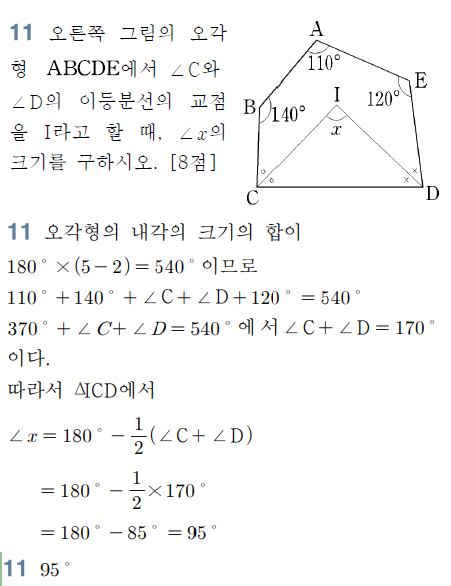 11 오른쪽 그림의 오각
형 ABCDE에서 ∠C와
∠D의 이등분선의 교점
을 I라고 할 때, ∠x의
크기를 구하시오. [8점]
A
110°
E
I
120°
B
140°
x
C
D
11 오각형의 내각의 크기의 합이
180°×(5-2)=540°이므로
110°+140°+∠C+∠D+120°=540°
370°+∠C+∠D=540°에서 ∠C+∠D=170°
이다.
따라서 △ICD에서
∠x=180°-1/2(∠C+∠D)
=180°-1/2×170°
=180°-85°=95°
11 95°